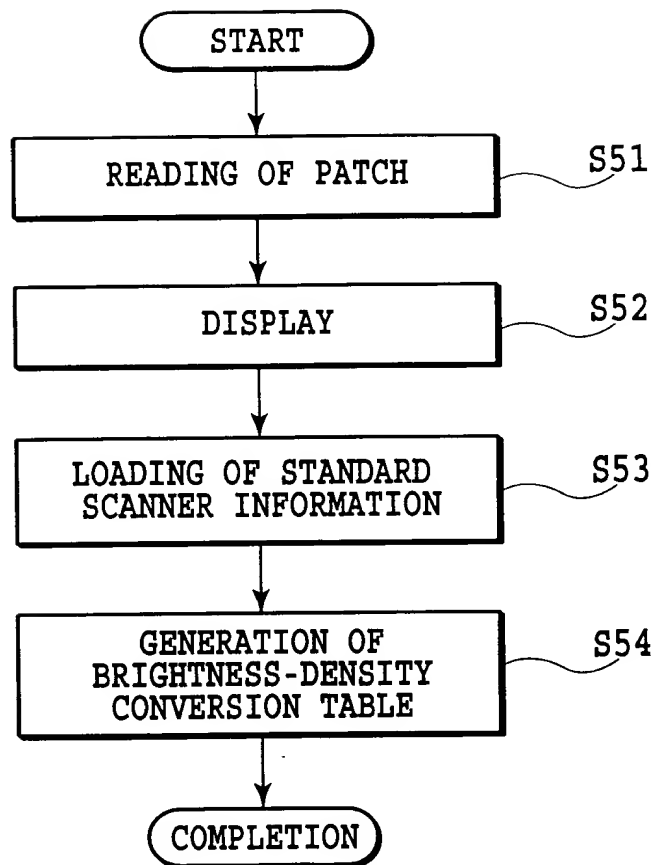 START
READING OF PATCH
S51
DISPLAY
S52
LOADING OF STANDARD
SCANNER INFORMATION
S53
GENERATION OF
BRIGHTNESS-DENSITY
CONVERSION TABLE
S54
COMPLETION